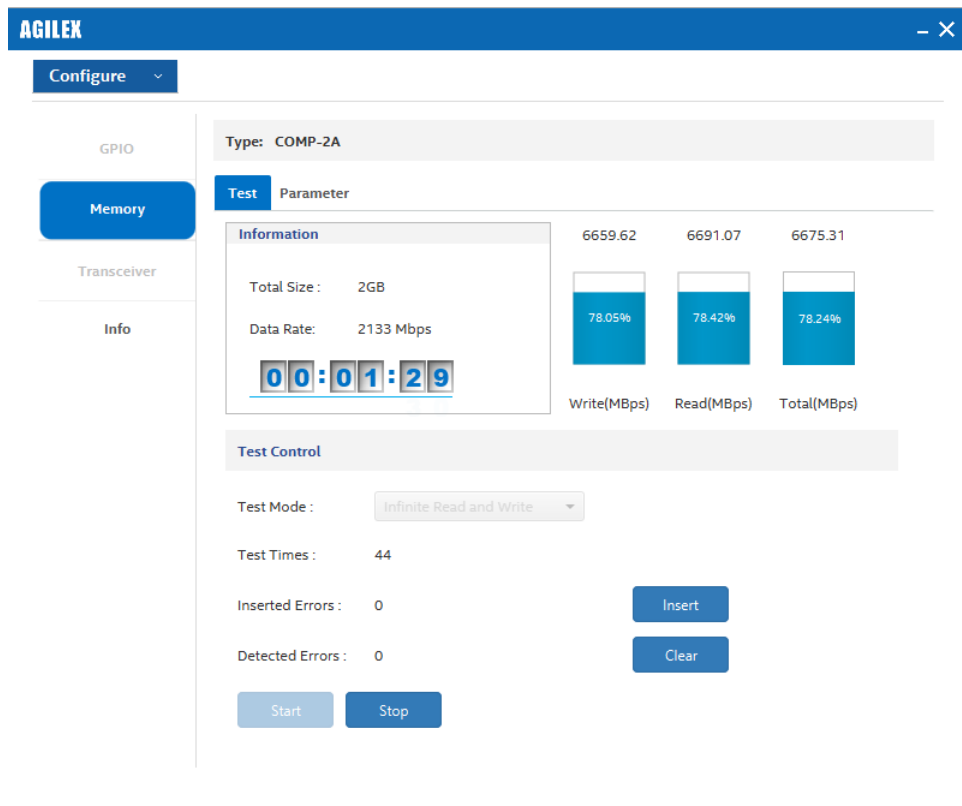 AGILEX
Configure
GPIO
Memory
Transceiver
Info
Type: COMP-2A
Test Parameter
Information
Total Size : 2GB
Data Rate: 2133 Mbps
00:01:29
6659.62 6691.07 6675.31
78.05% 78.42% 78.24%
Write(MBps) Read(MBps) Total(MBps)
Test Control
Test Mode : Infinite Read and Write
Test Times : 44
Inserted Errors : 0 Insert
Detected Errors : 0 Clear
Start Stop